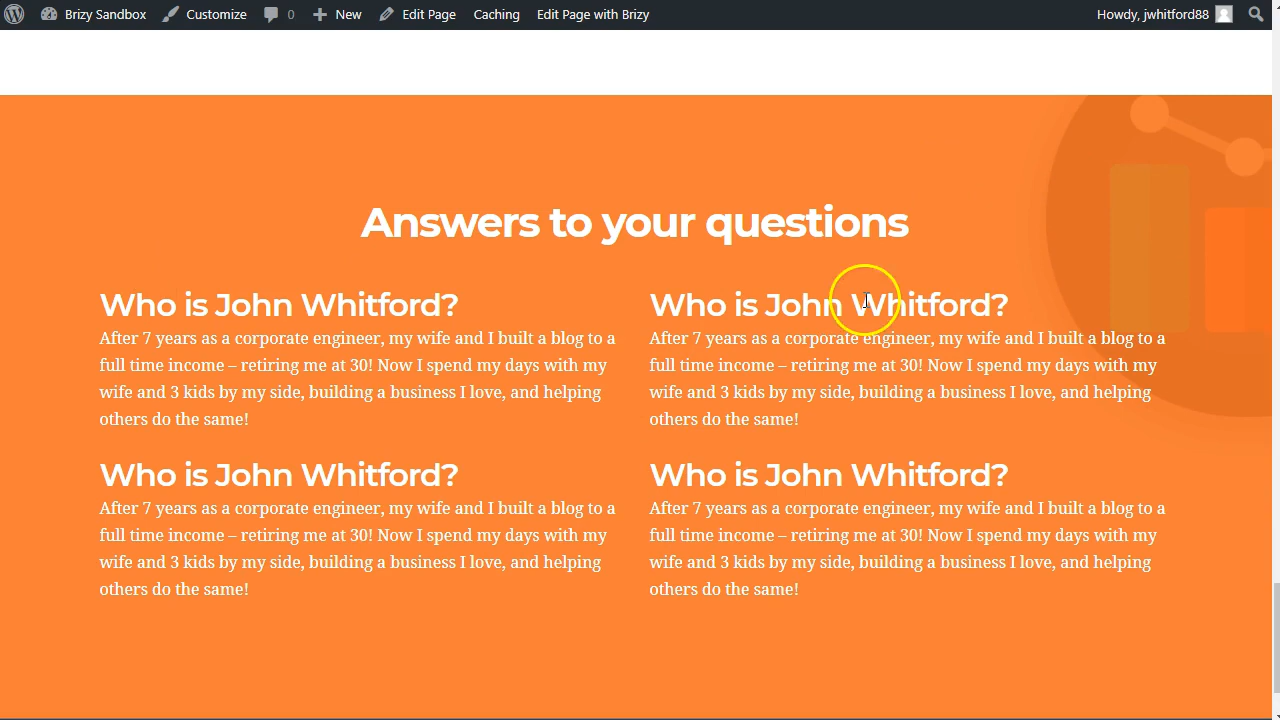 Brizy Sandbox Customize 0 New Edit Page Caching Edit Page with Brizy Howdy, jwhitford88
Answers to your questions
Who is John Whitford?
After 7 years as a corporate engineer, my wife and I built a blog to a
full time income – retiring me at 30! Now I spend my days with my
wife and 3 kids by my side, building a business I love, and helping
others do the same!
Who is John Whitford?
After 7 years as a corporate engineer, my wife and I built a blog to a
full time income – retiring me at 30! Now I spend my days with my
wife and 3 kids by my side, building a business I love, and helping
others do the same!
Who is John Whitford?
After 7 years as a corporate engineer, my wife and I built a blog to a
full time income – retiring me at 30! Now I spend my days with my
wife and 3 kids by my side, building a business I love, and helping
others do the same!
Who is John Whitford?
After 7 years as a corporate engineer, my wife and I built a blog to a
full time income – retiring me at 30! Now I spend my days with my
wife and 3 kids by my side, building a business I love, and helping
others do the same!